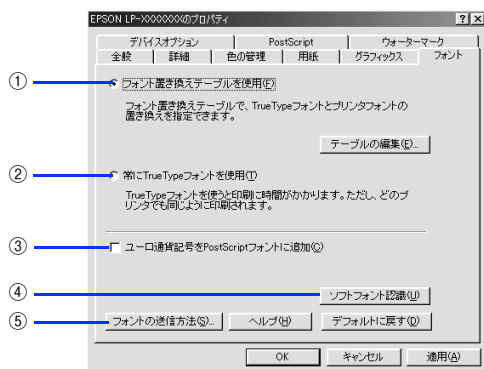 EPSON LP-XXXXXXXのプロパティ
デバイスオプション PostScript ウォーターマーク
全般 詳細 色の管理 用紙 グラフィックス フォント
① フォント置き換えテーブルを使用(F)
フォント置き換えテーブルで、TrueTypeフォントとプリンタフォントの
置き換えを指定できます。
テーブルの編集(E)...
② 常にTrueTypeフォントを使用(T)
TrueTypeフォントを使うと印刷に時間がかかります。ただし、どのプ
リンタでも同じように印刷されます。
③ ユーロ通貨記号をPostScriptフォントに追加(C)
④ ソフトフォント認識(U)
⑤ フォントの送信方法(S)... ヘルプ(H) デフォルトに戻す(D)
OK キャンセル 適用(A)